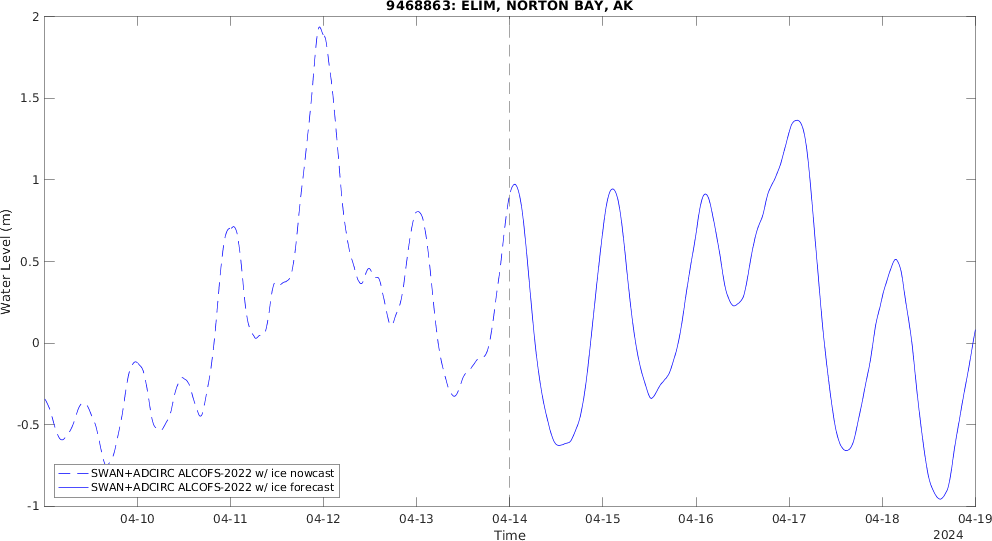 9468863: ELIM, NORTON BAY, AK
2
1.5
1
0.5
0
-0.5
-1
Water Level (m)
SWAN+ADCIRC ALCOFS-2022 w/ ice nowcast
SWAN+ADCIRC ALCOFS-2022 w/ ice forecast
04-10 04-11 04-12 04-13 04-14 04-15 04-16 04-17 04-18 04-19
Time
2024